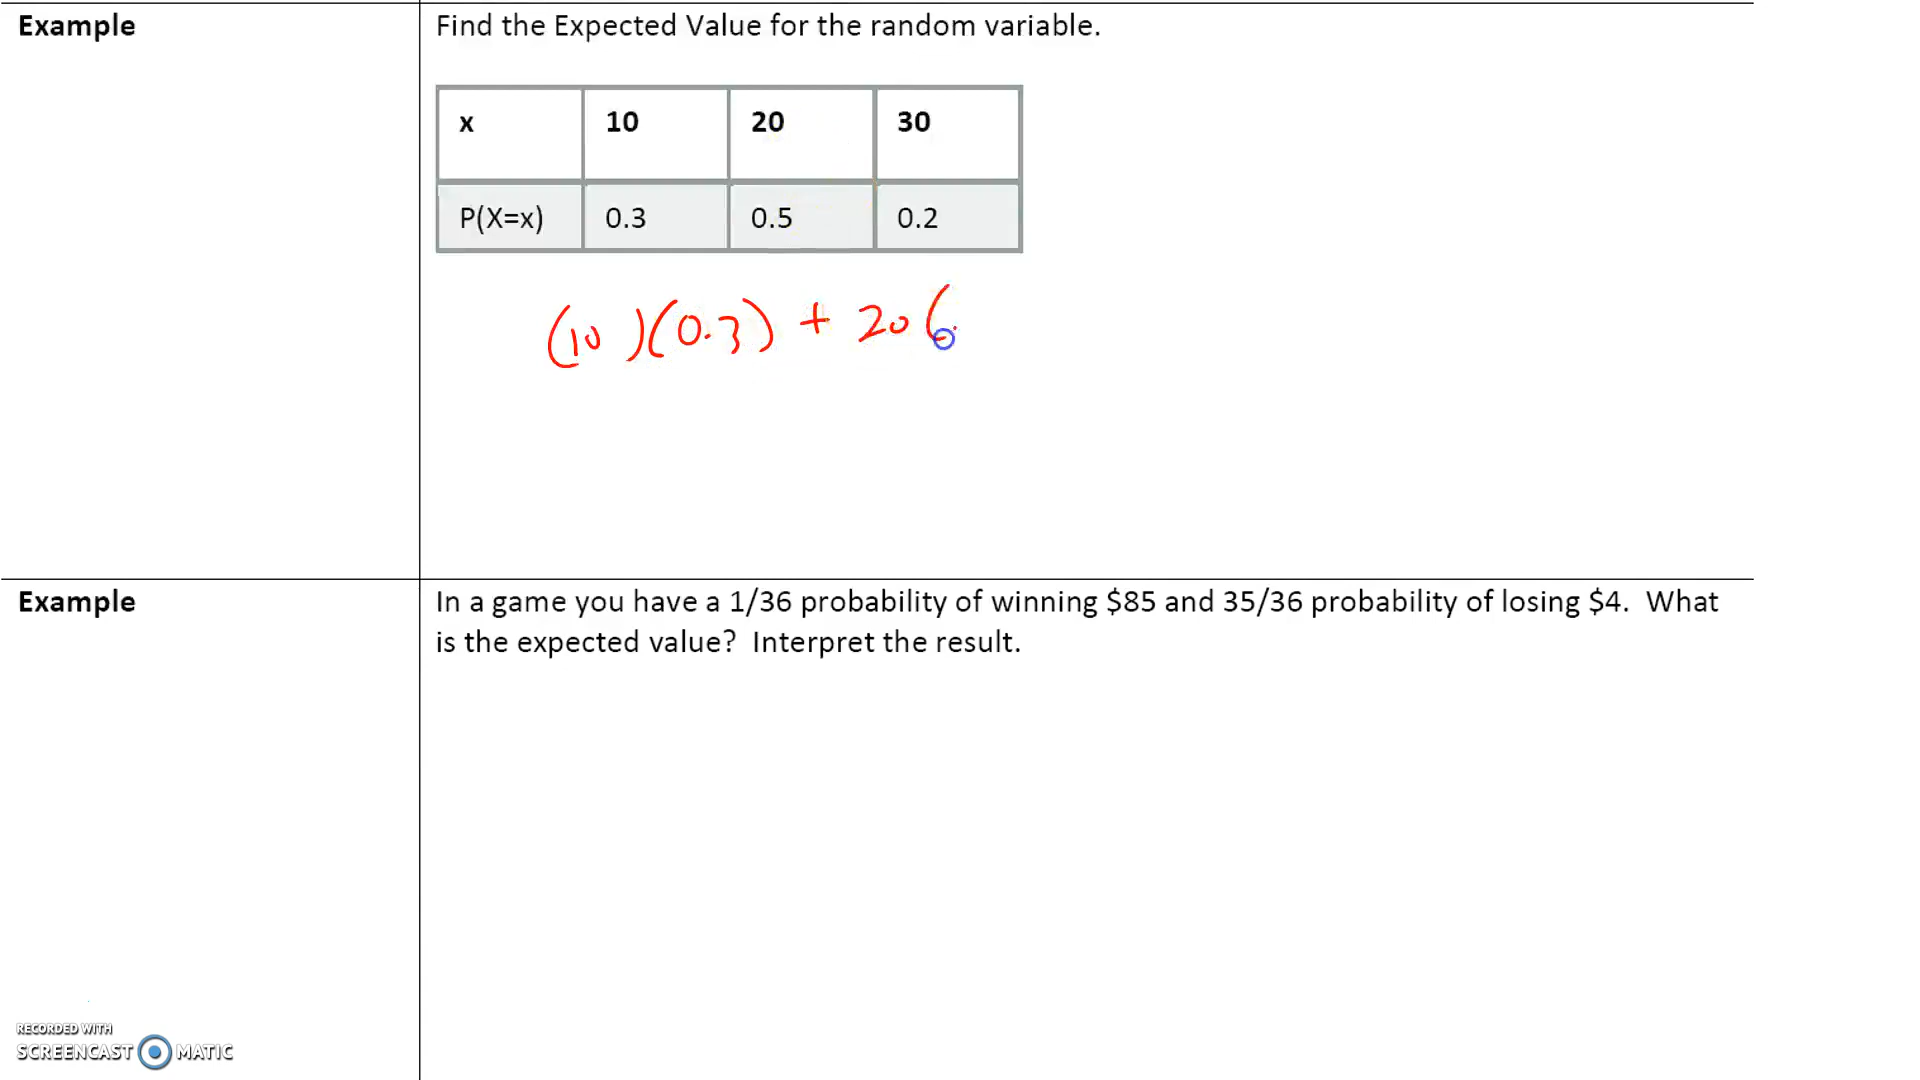 Example
Find the Expected Value for the random variable.
x 10 20 30
P(X=x) 0.3 0.5 0.2
(10 )(0.3) + 20 (
Example
In a game you have a 1/36 probability of winning $85 and 35/36 probability of losing $4. What
is the expected value? Interpret the result.
RECORDED WITH
SCREENCAST MATIC